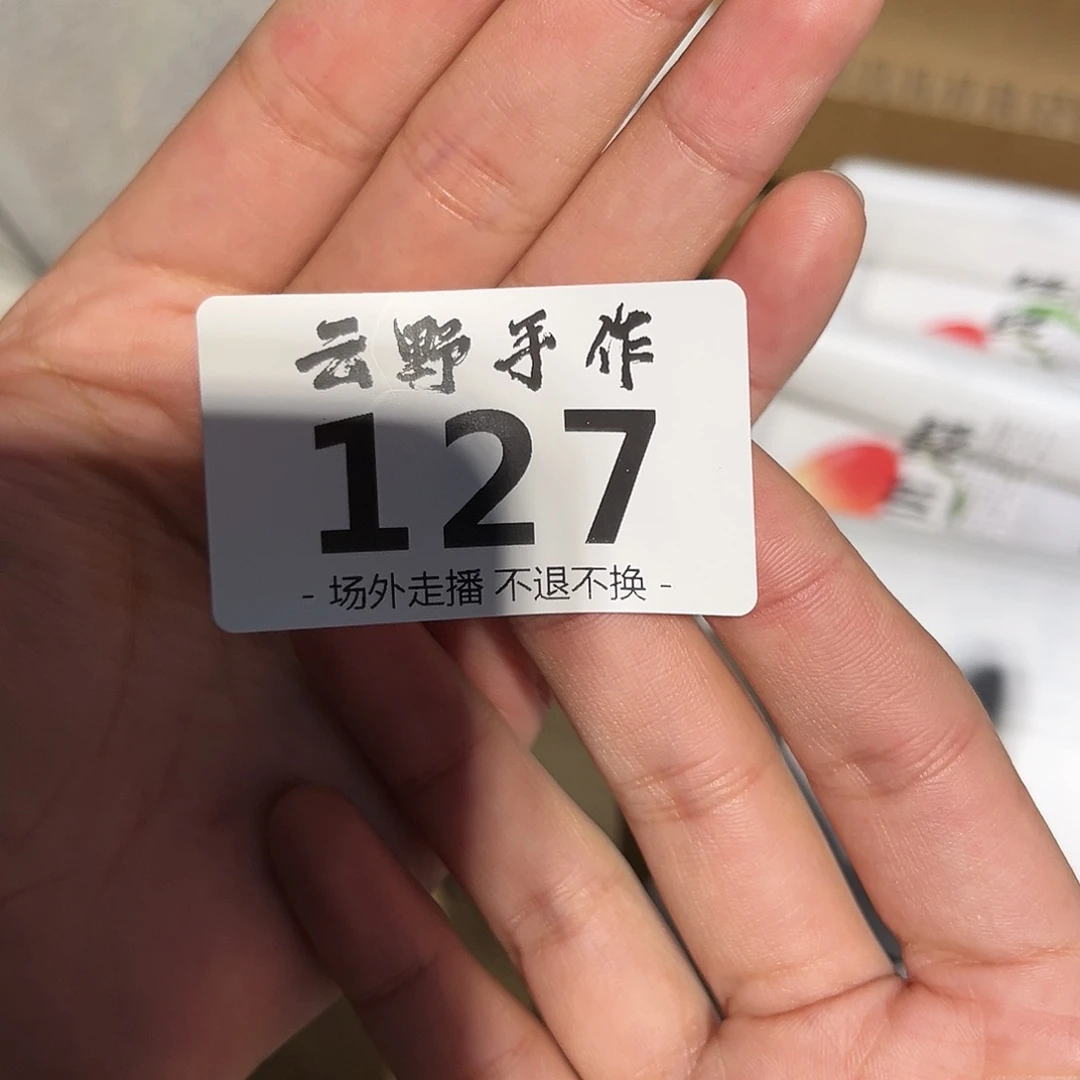 云野手作
127
- 场外走播 不退不换 -